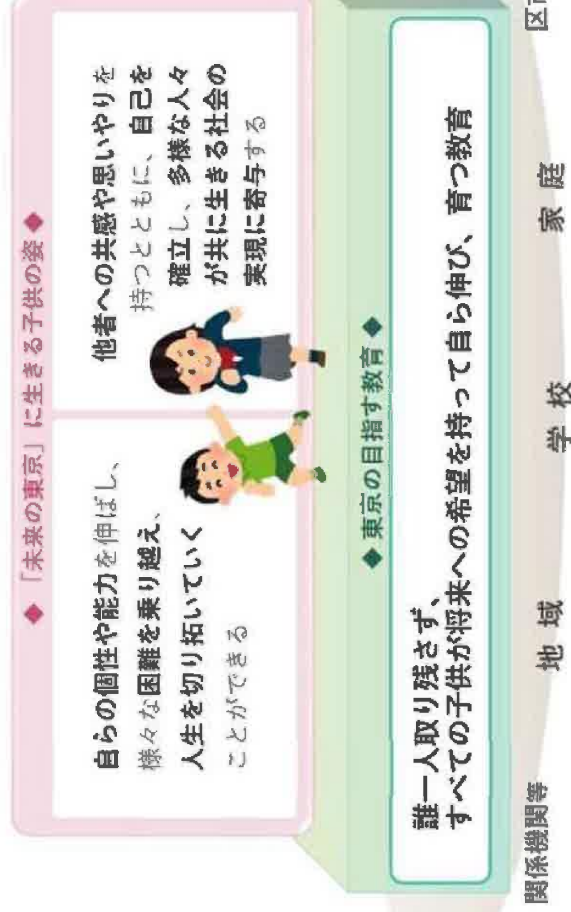 ◆「未来の東京」に生きる子供の姿◆
自らの個性や能力を伸ばし、
様々な困難を乗り越え、
人生を切り拓いていく
ことができる
他者への共感や思いやりを
持つとともに、自己を
確立し、多様な人々
が共に生きる社会の
実現に寄与する
◆東京の目指す教育◆
誰一人取り残さず、
すべての子供が将来への希望を持って自ら伸び、育つ教育
関係機関等
地域
学校
家庭
区市